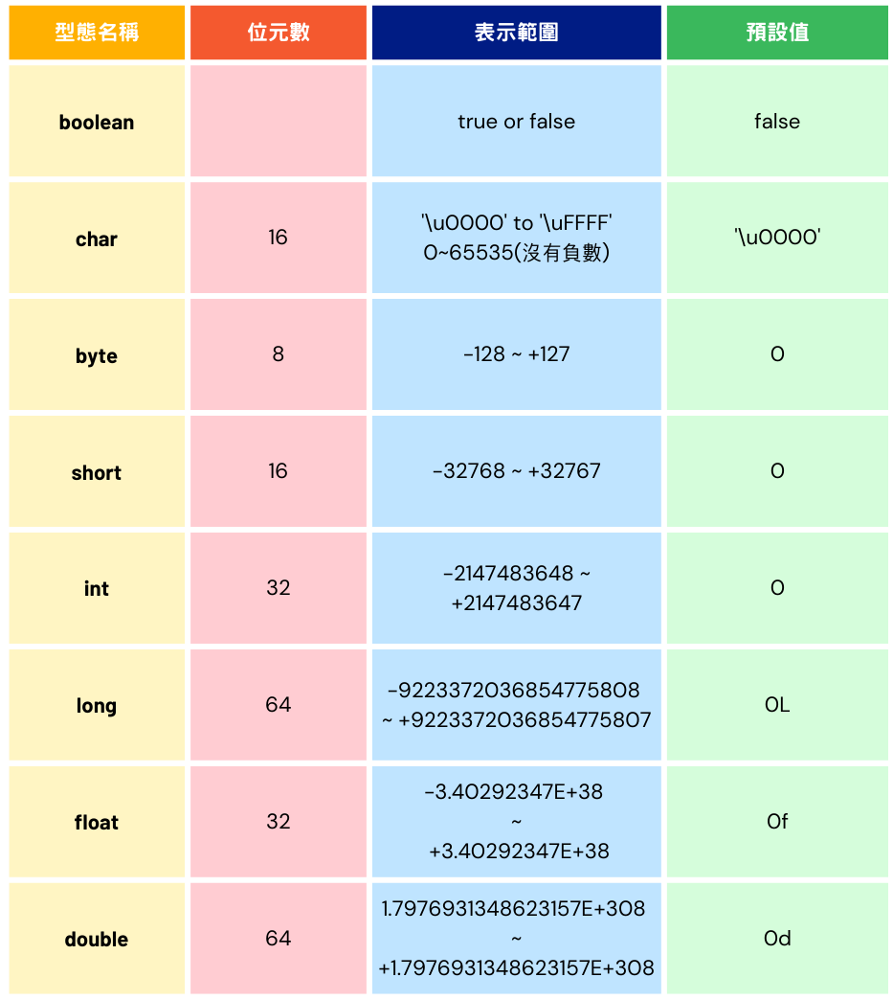 型態名稱 位元數 表示範圍 預設值
boolean true or false false
char 16 '\u0000' to '\uFFFF' '\u0000'
0~65535(沒有負數)
byte 8 -128 ~ +127 0
short 16 -32768 ~ +32767 0
int 32 -2147483648 ~ 0
+2147483647
long 64 -9223372036854775808 0L
~ +9223372036854775807
float 32 -3.40292347E+38 0f
~
+3.40292347E+38
double 64 1.7976931348623157E+308 0d
~
+1.7976931348623157E+308